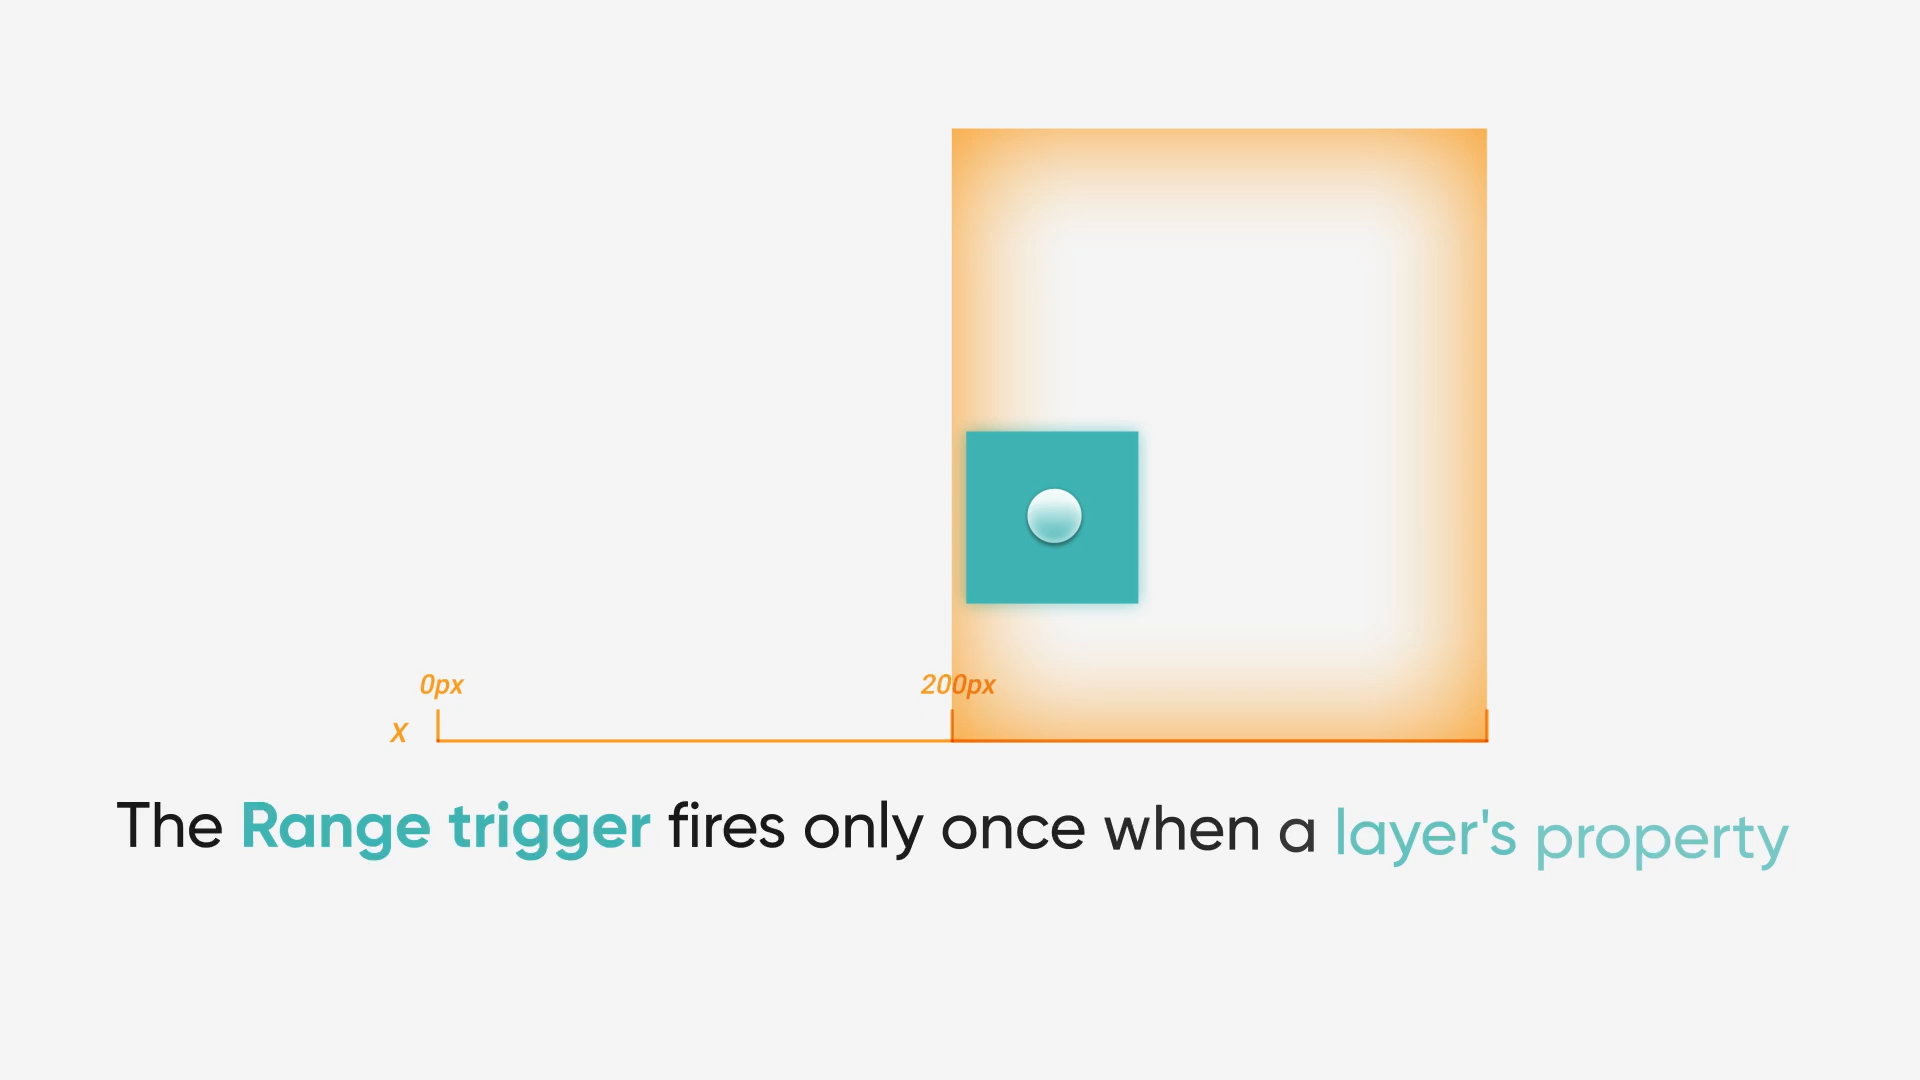 0px
200px
X
The Range trigger fires only once when a layer's property